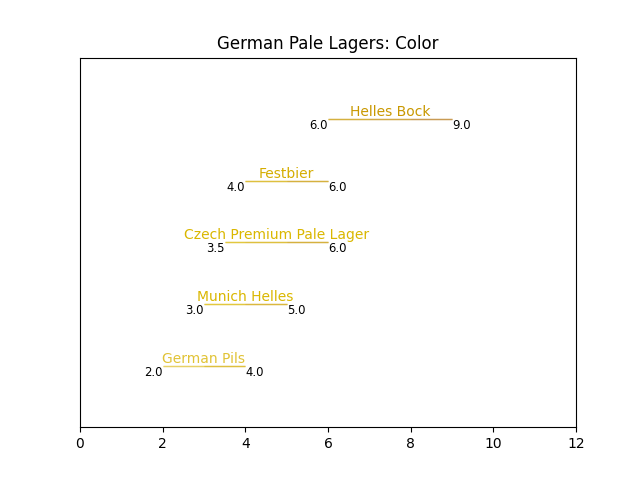 German Pale Lagers: Color
Helles Bock
6.0 9.0
Festbier
4.0 6.0
Czech Premium Pale Lager
3.5 6.0
Munich Helles
3.0 5.0
German Pils
2.0 4.0
0 2 4 6 8 10 12